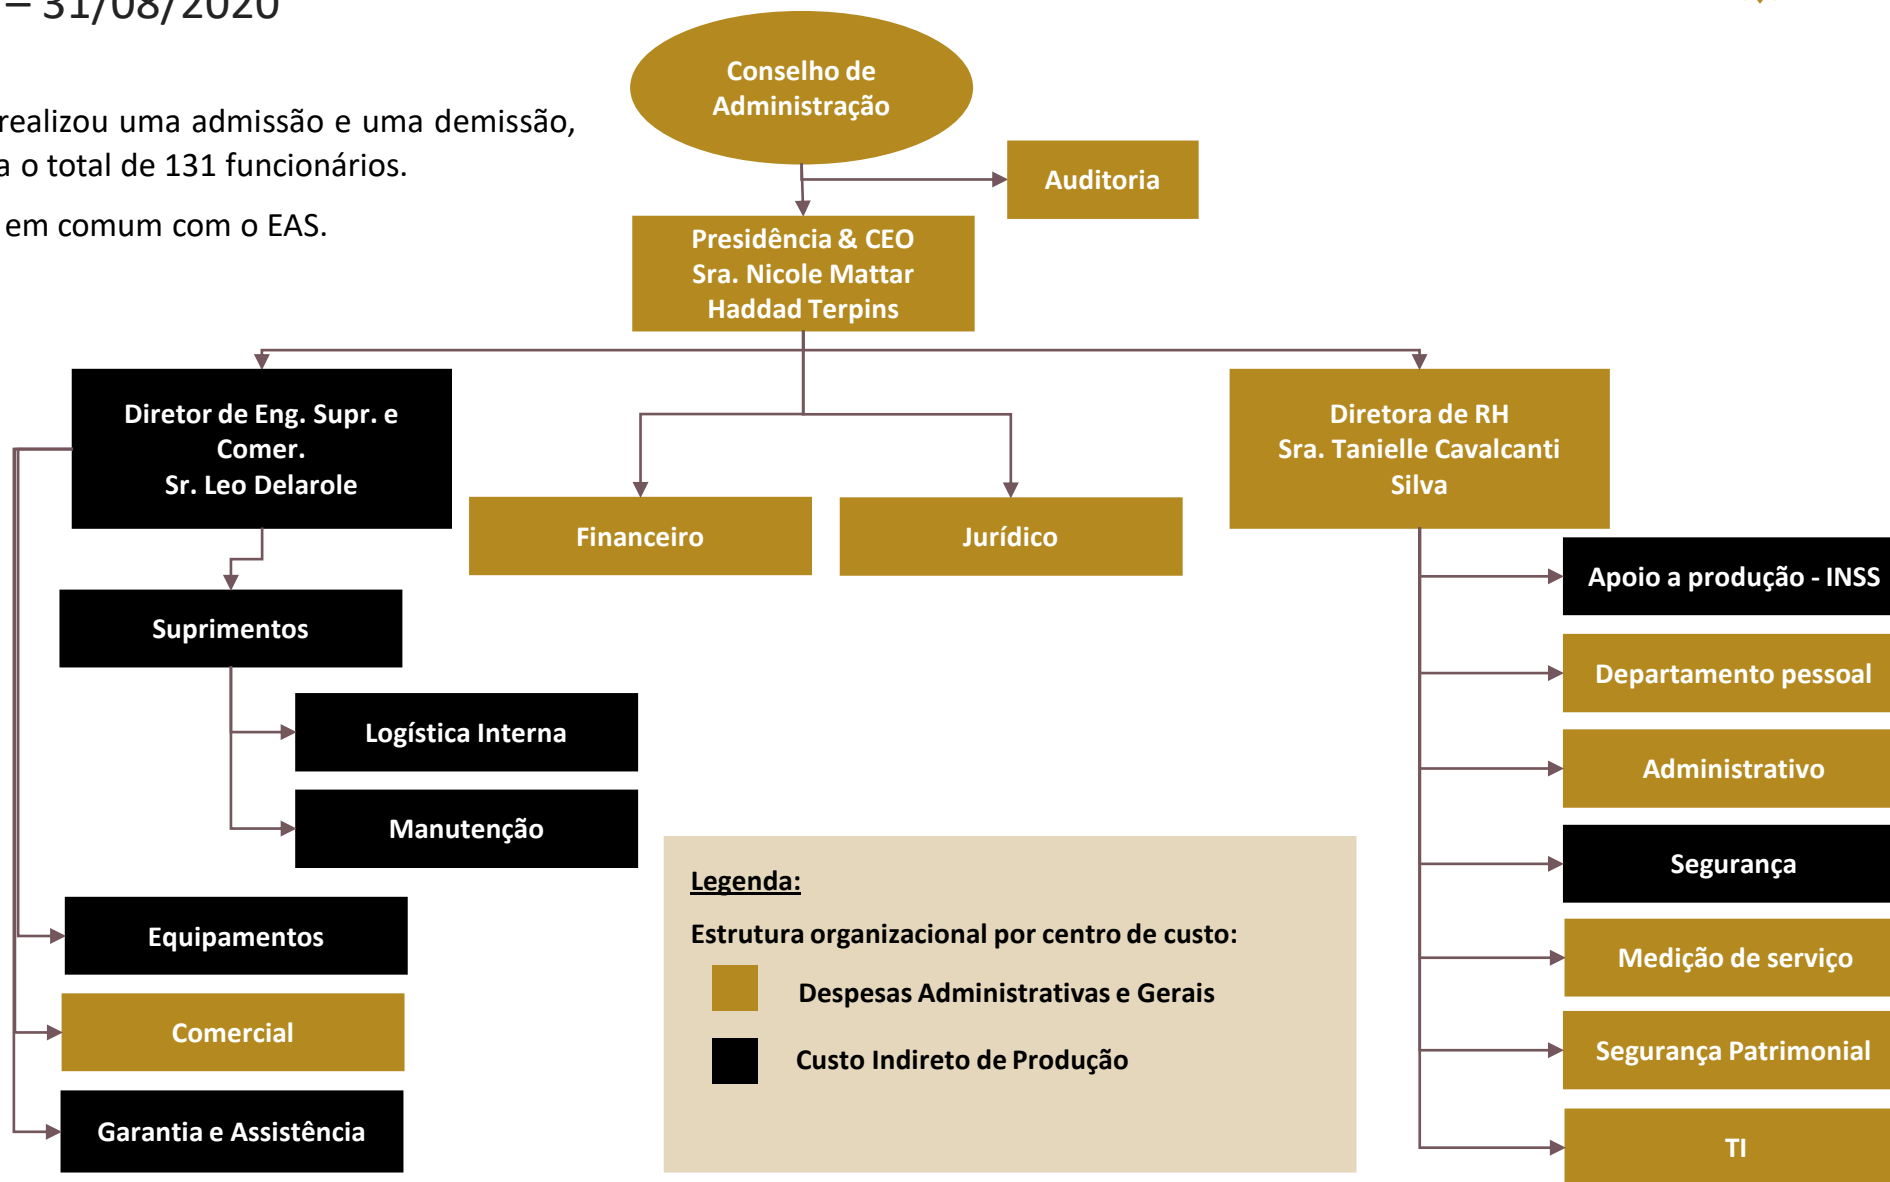 – 31/08/2020
realizou uma admissão e uma demissão,
a o total de 131 funcionários.
em comum com o EAS.
Conselho de
Administração
Auditoria
Presidência & CEO
Sra. Nicole Mattar
Haddad Terpins
Diretor de Eng. Supr. e
Comer.
Sr. Leo Delarole
Financeiro
Jurídico
Diretora de RH
Sra. Tanielle Cavalcanti
Silva
Suprimentos
Logística Interna
Manutenção
Equipamentos
Comercial
Garantia e Assistência
Apoio a produção - INSS
Departamento pessoal
Administrativo
Segurança
Medição de serviço
Segurança Patrimonial
TI
Legenda:
Estrutura organizacional por centro de custo:
Despesas Administrativas e Gerais
Custo Indireto de Produção